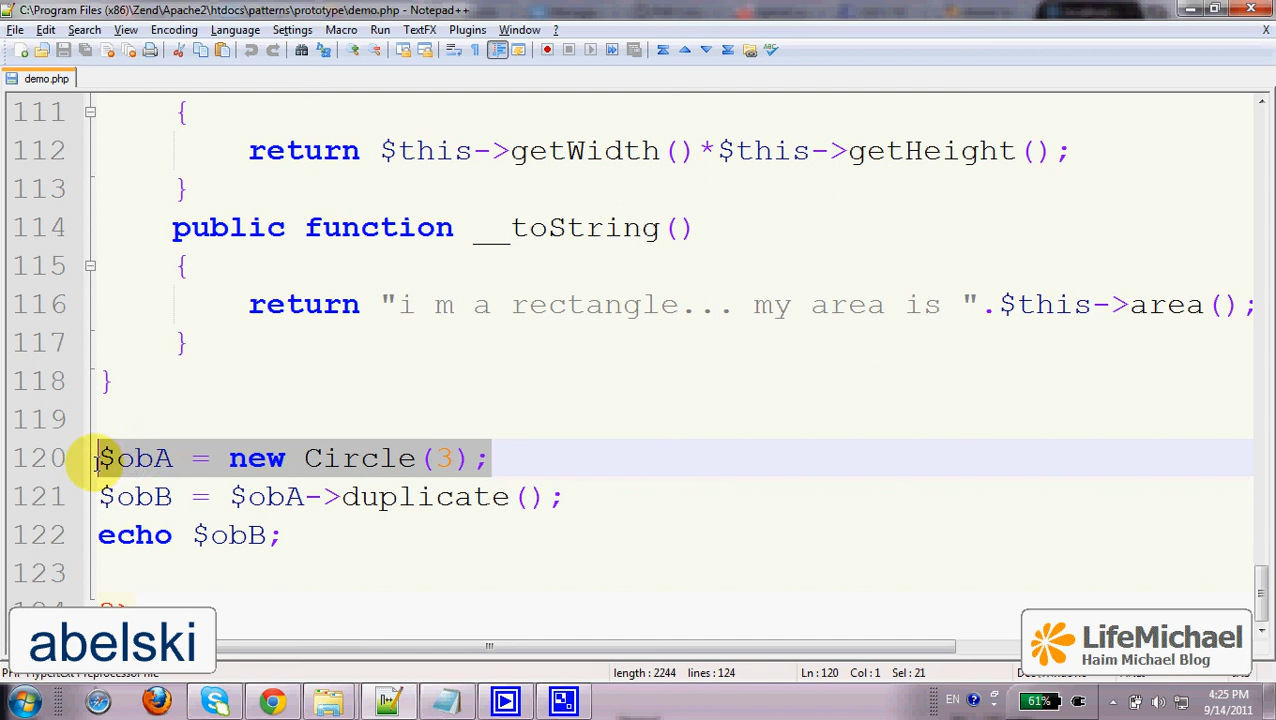 C:\Program Files (x86)\Zend\Apache2\htdocs\patterns\prototype\demo.php - Notepad++
File Edit Search View Encoding Language Settings Macro Run TextFX Plugins Window ? X
demo.php
111 {
112 return $this->getWidth()*$this->getHeight();
113 }
114 public function __toString()
115 {
116 return "i m a rectangle... my area is ".$this->area();
117 }
118 }
119
120 $obA = new Circle(3);
121 $obB = $obA->duplicate();
122 echo $obB;
123
124 ?>
abelski
LifeMichael
Haim Michael Blog
length : 2244 lines : 124 Ln : 120 Col : 1 Sel : 21
EN 61% 4:25 PM
9/14/2011